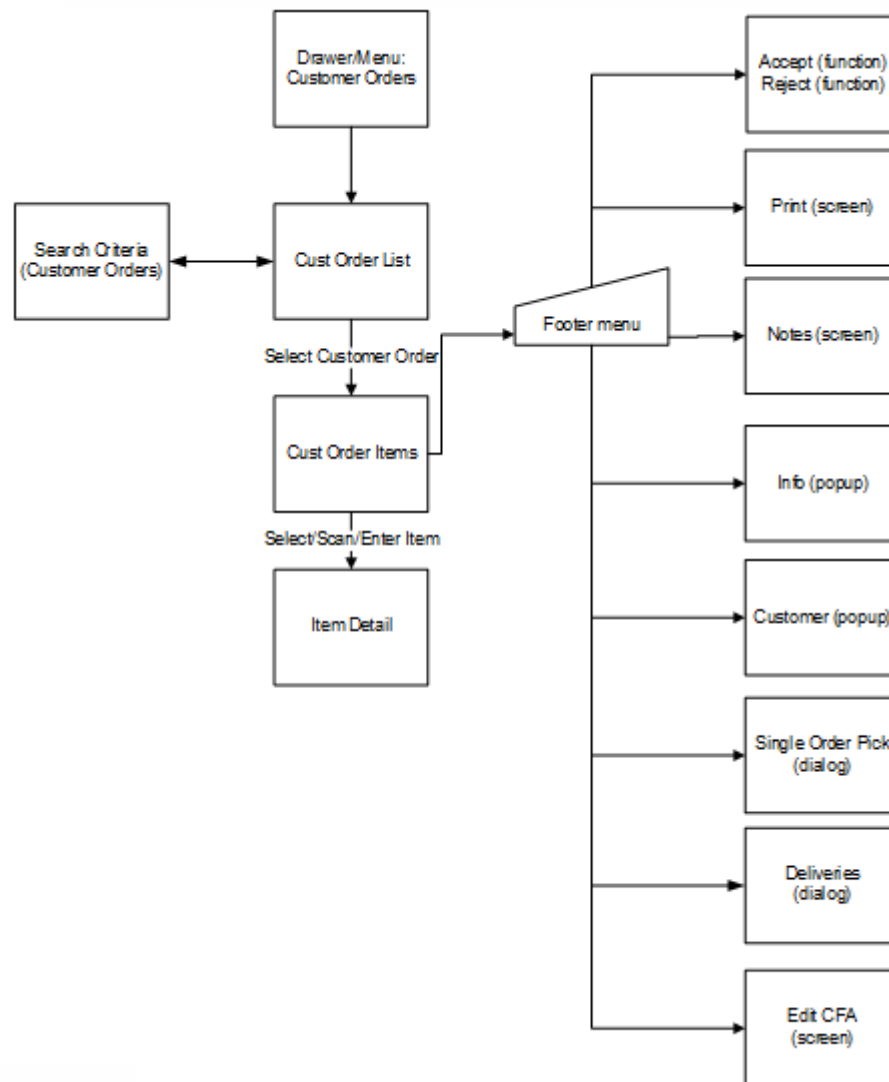 Drawer/Menu:
Customer Orders
Search Criteria
(Customer Orders)
Cust Order List
Select Customer Order
Cust Order Items
Select/Scan/Enter Item
Item Detail
Footer menu
Accept (function)
Reject (function)
Print (screen)
Notes (screen)
Info (popup)
Customer (popup)
Single Order Pick
(dialog)
Deliveries
(dialog)
Edit CFA
(screen)